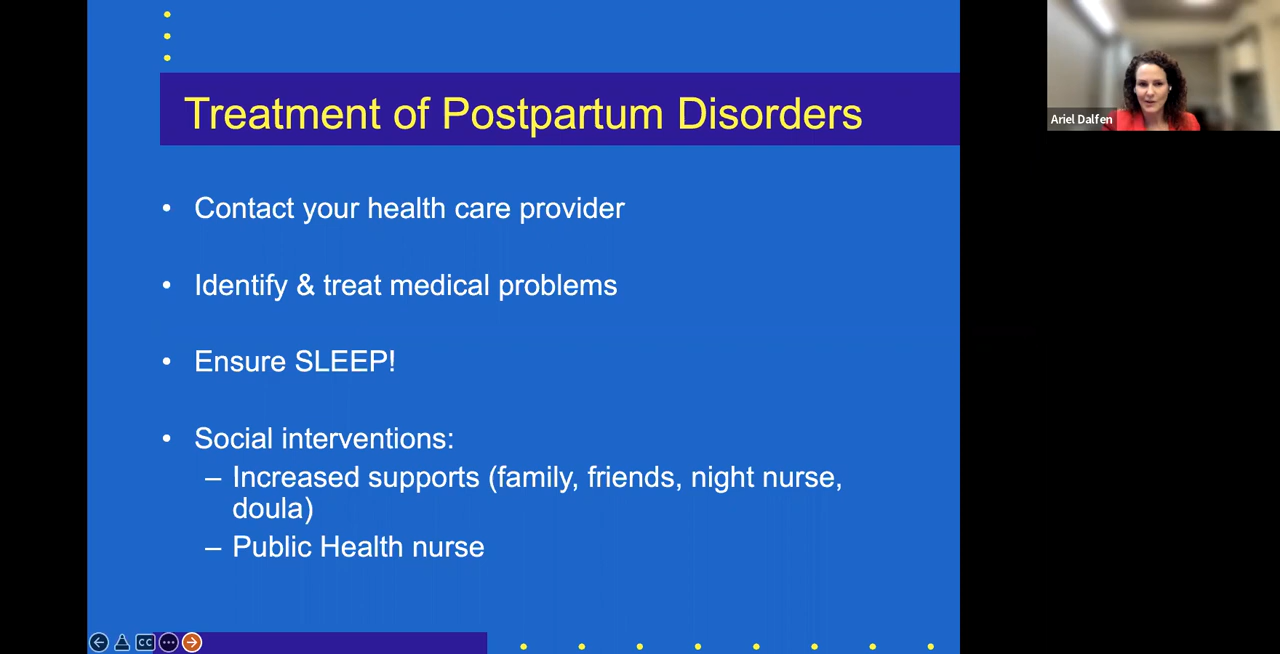 Treatment of Postpartum Disorders
Ariel Dalfen
• Contact your health care provider
• Identify & treat medical problems
• Ensure SLEEP!
• Social interventions:
– Increased supports (family, friends, night nurse,
doula)
– Public Health nurse
CC